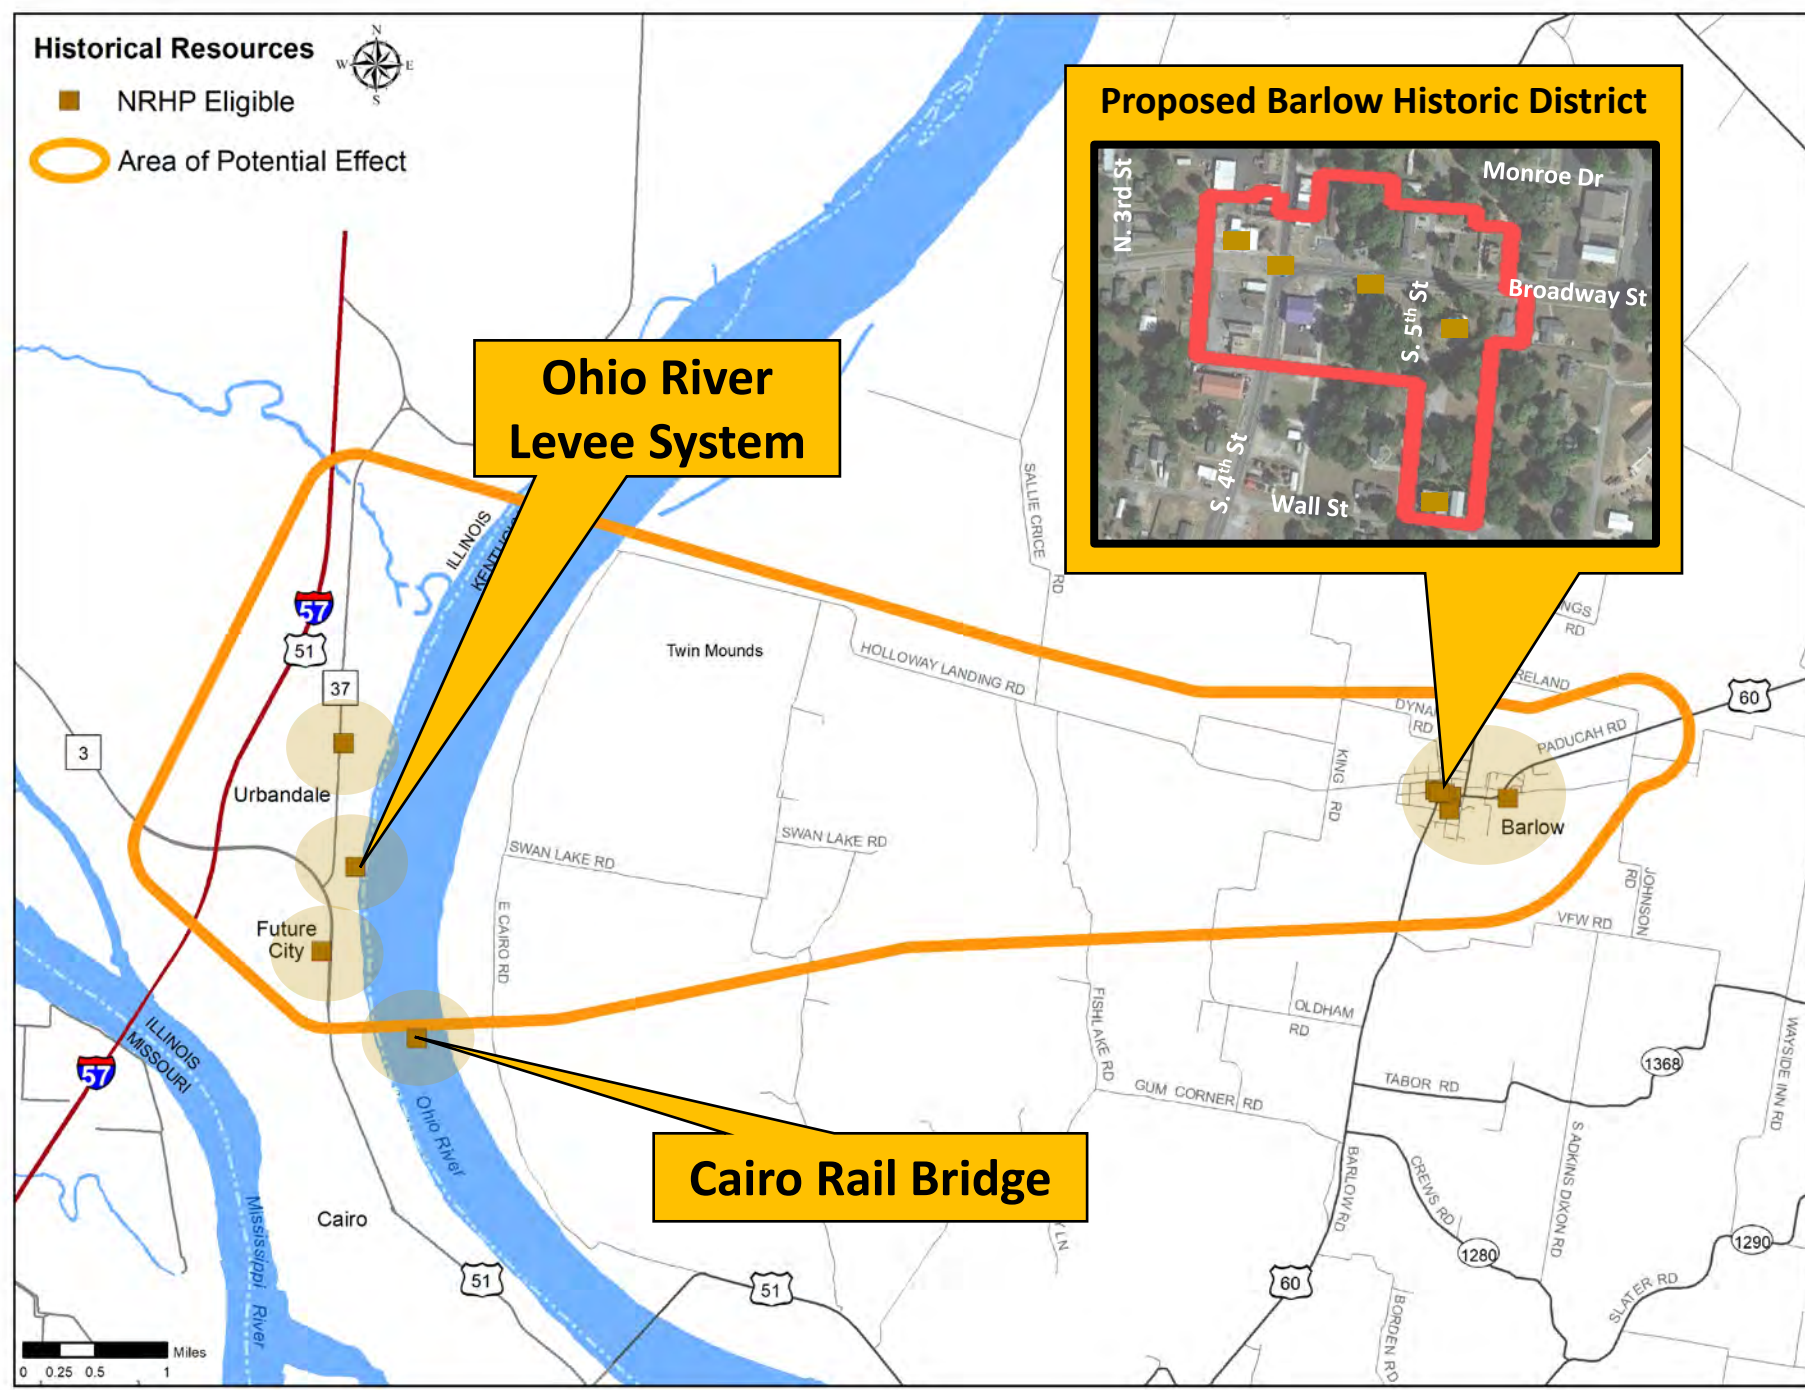 Historical Resources
NRHP Eligible
Area of Potential Effect
N
W
E
S
Proposed Barlow Historic District
N. 3rd St
Monroe Dr
Broadway St
S. 5th St
S. 4th St
Wall St
Ohio River
Levee System
ILLINOIS
SALLIE CRICE
RD
57
51
37
3
Twin Mounds
HOLLOWAY LANDING RD
RD
60
PADUCAH RD
RD
KING RD
Urbandale
Barlow
SWAN LAKE RD
SWAN LAKE RD
E CAIRO RD
Future
City
JOHNSON
RD
VFW RD
FISHLAKE RD
OLDHAM
RD
WAYSIDE INN RD
1368
TABOR RD
GUM CORNER RD
ILLINOIS
MISSOURI
57
Ohio River
Cairo Rail Bridge
BARLOW RD
CREWS RD
S ADKINS DIXON RD
Mississippi River
Cairo
LN
51
51
60
1280
1290
SLATER RD
BORDEN RD
0 0.25 0.5 1
Miles